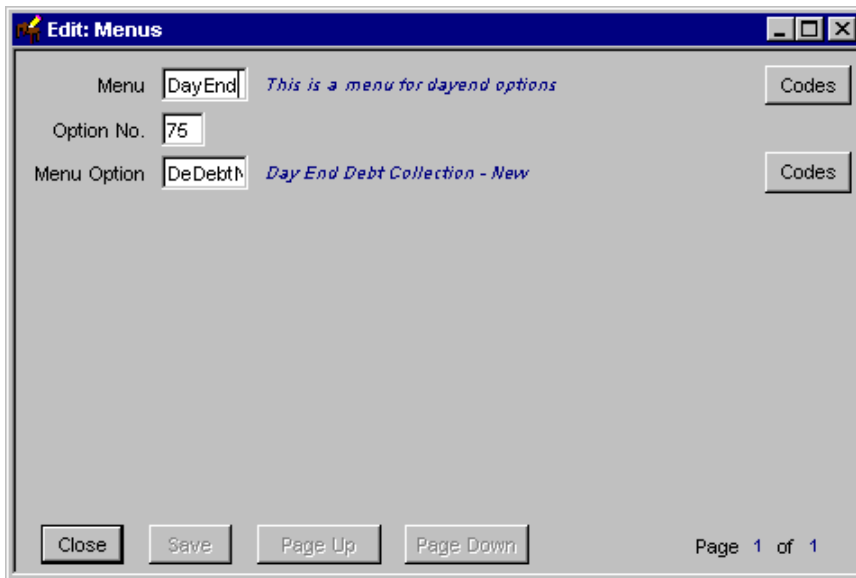 Edit: Menus
Menu DayEnd This is a menu for dayend options Codes
Option No. 75
Menu Option DeDebtN Day End Debt Collection - New Codes
Close Save Page Up Page Down Page 1 of 1